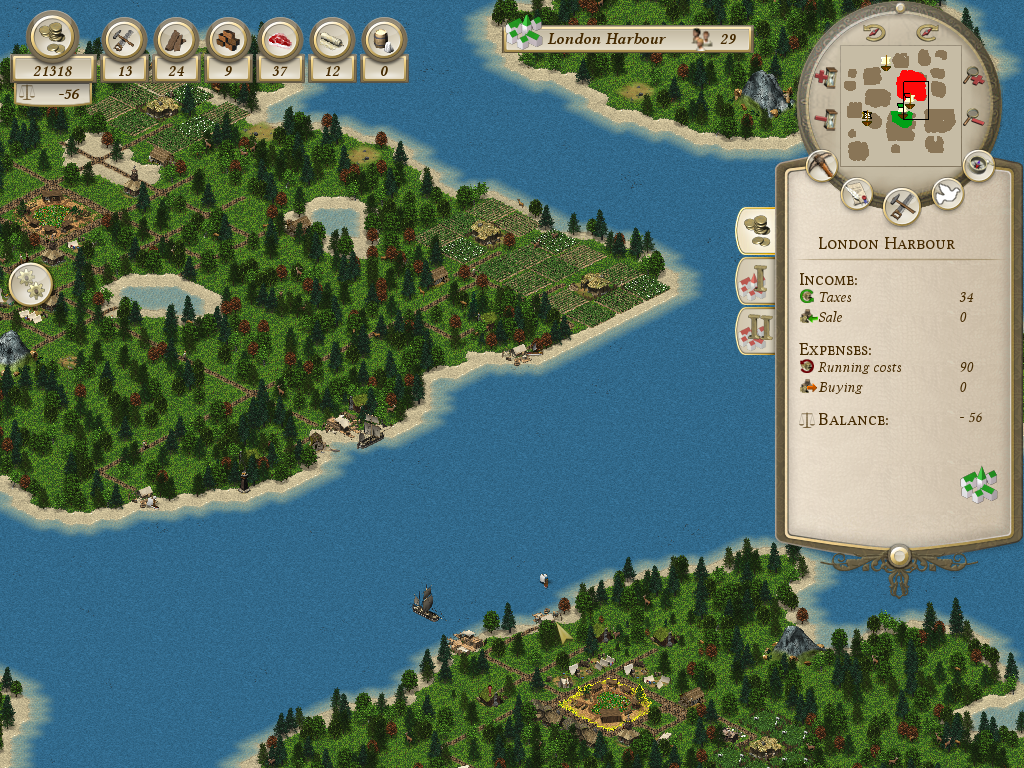 London Harbour 29
21318 13 24 9 37 12 0
-56
London Harbour
Income:
Taxes 34
Sale 0
Expenses:
Running costs 90
Buying 0
Balance: - 56